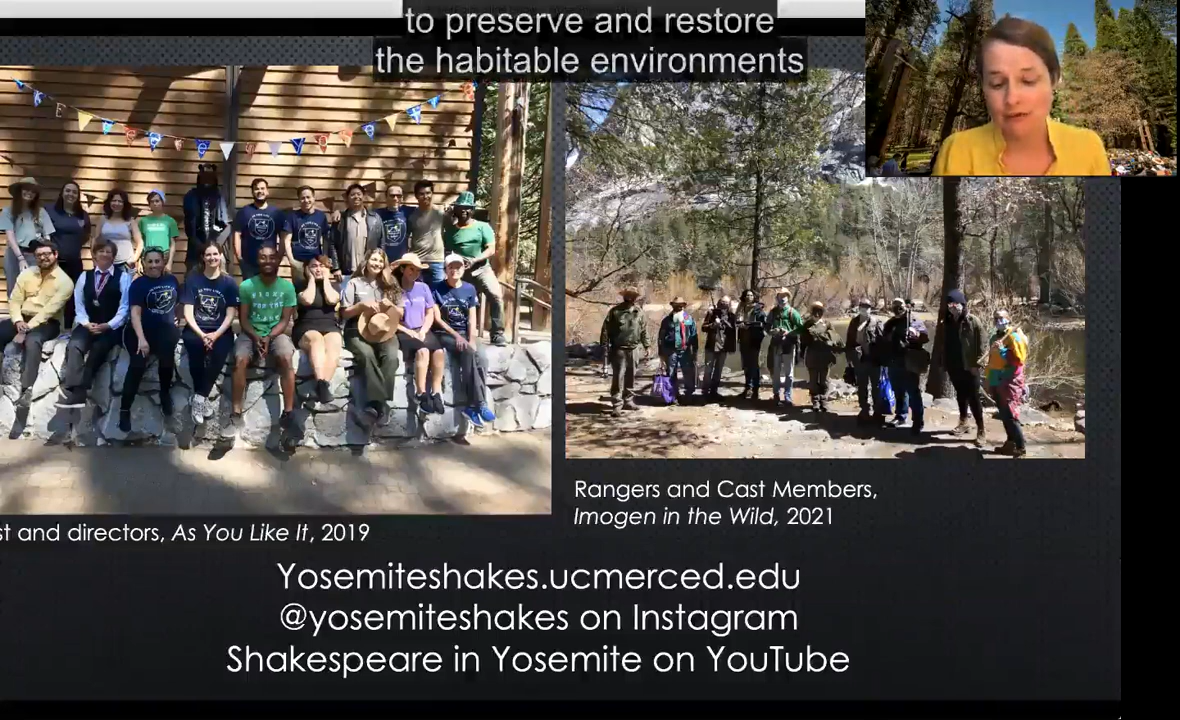 to preserve and restore
the habitable environments
Rangers and Cast Members,
Imogen in the Wild, 2021
st and directors, As You Like It, 2019
Yosemiteshakes.ucmerced.edu
@yosemiteshakes on Instagram
Shakespeare in Yosemite on YouTube